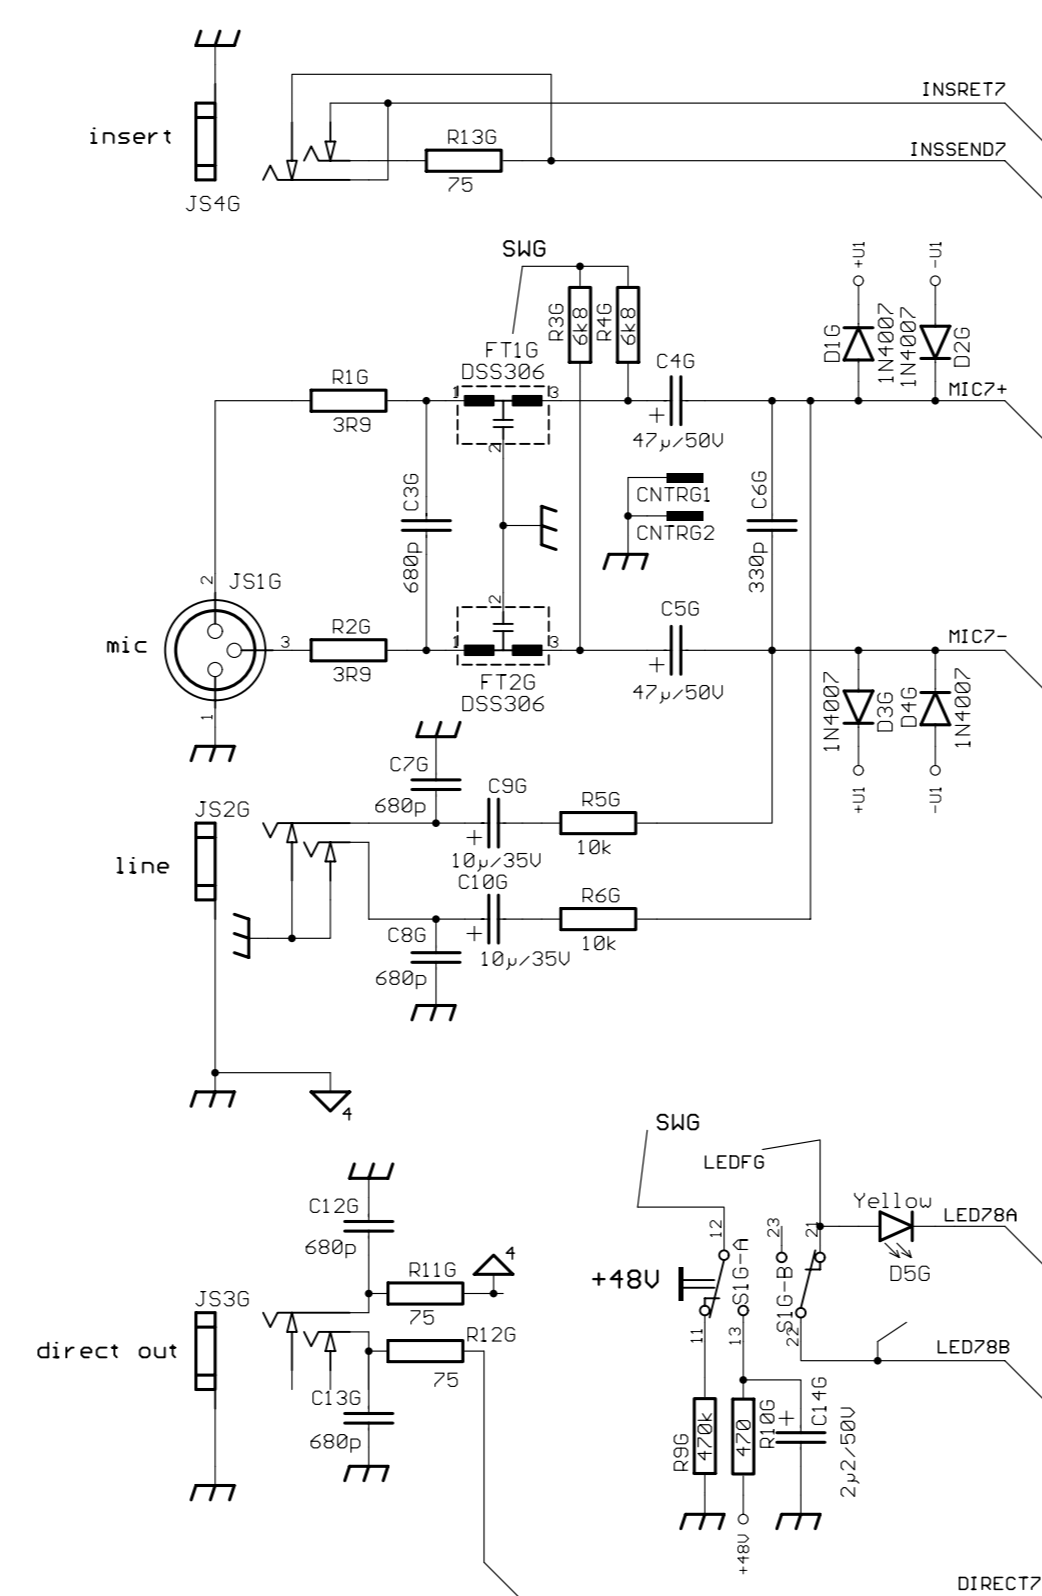 INSRET7
insert
R13G
INSSEND7
75
JS4G
SWG
+U1
-U1
R3G
6k8
R4G
6k8
D1G
1N4007
1N4007
D2G
FT1G
DSS306
C4G
R1G
1
3
MIC7+
3R9
+
47µ/50V
2
C3G
680p
CNTRG1
CNTRG2
C6G
330p
2
JS1G
2
C5G
R2G
mic
3
1
3
MIC7-
3R9
+
47µ/50V
FT2G
DSS306
1N4007
D3G
D4G
1N4007
1
C7G
680p
C9G
+U1
-U1
JS2G
R5G
+
10k
10µ/35V
line
C10G
R6G
C8G
+
10k
10µ/35V
680p
4
SWG
LEDFG
C12G
Yellow
12
23
21
LED78A
680p
4
R11G
+48V
S1G-A
S1G-B
D5G
JS3G
75
R12G
11
13
22
direct out
LED78B
75
C13G
R9G
470k
470
R10G
+
C14G
2µ2/50V
680p
+48V
DIRECT7